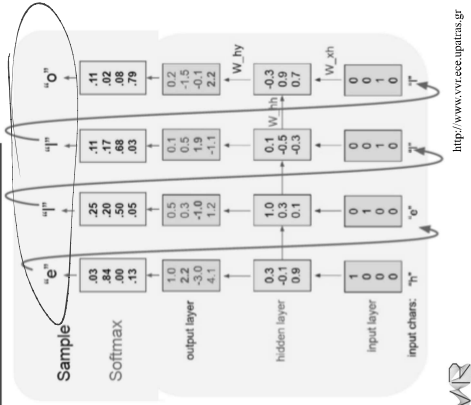 Sample "e" "l" "l" "o"
.03 .25 .11 .11
.84 .20 .17 .02
Softmax .00 .50 .68 .08
.13 .05 .03 .79
1.0 0.5 0.1 0.2
2.2 0.3 0.5 -1.5
output layer -3.0 -1.0 1.9 -0.1
4.1 1.2 -1.1 2.2
W_hy
0.3 1.0 0.1 -0.3
hidden layer -0.1 0.3 -0.5 W_hh 0.9
0.9 0.1 -0.3 0.7
W_xh
1 0 0 0
input layer 0 1 0 0
0 0 1 1
0 0 0 0
input chars: "h" "e" "l" "l"
http://www.vvr.ece.upatras.gr